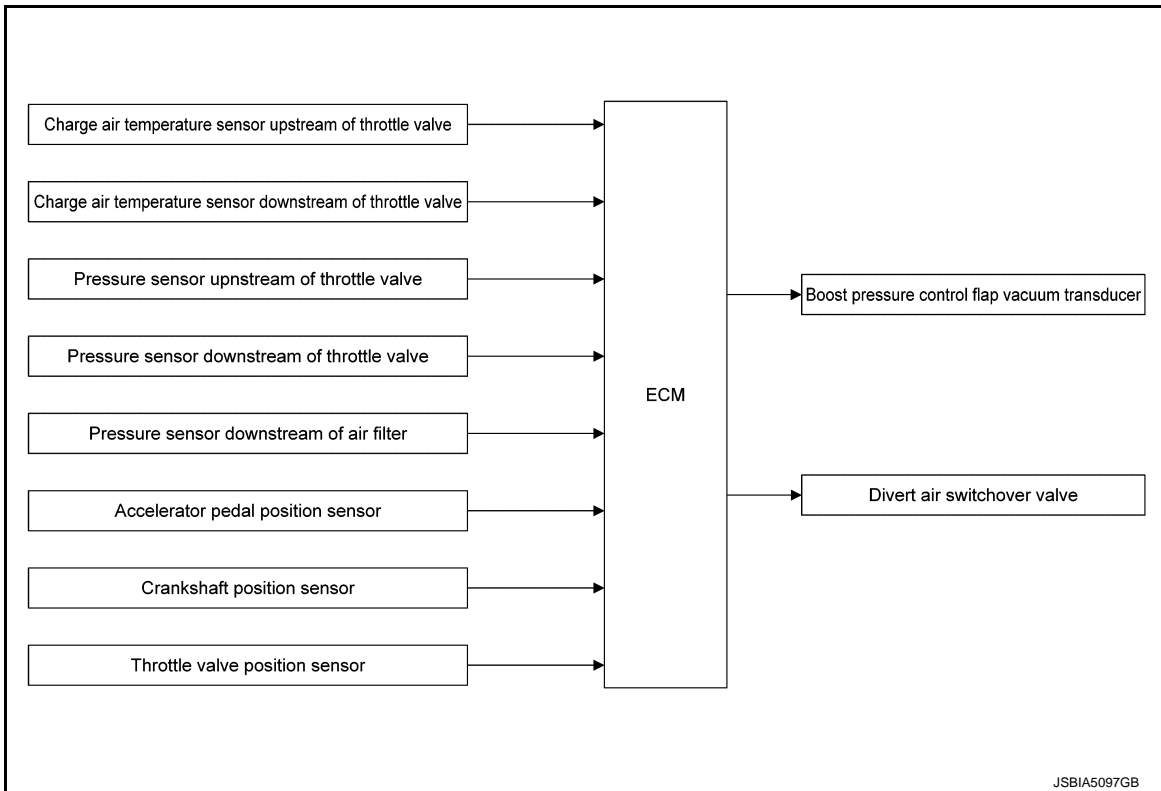 Charge air temperature sensor upstream of throttle valve
Charge air temperature sensor downstream of throttle valve
Pressure sensor upnstream of throttle valve
Pressure sensor downstream of throttle valve
Pressure sensor downstream of air filter
Accelerator pedal position sensor
Crankshaft position sensor
Throttle valve position sensor
ECM
Boost pressure control flap vacuum transducer
Divert air switchover valve
JSBIA5097GB